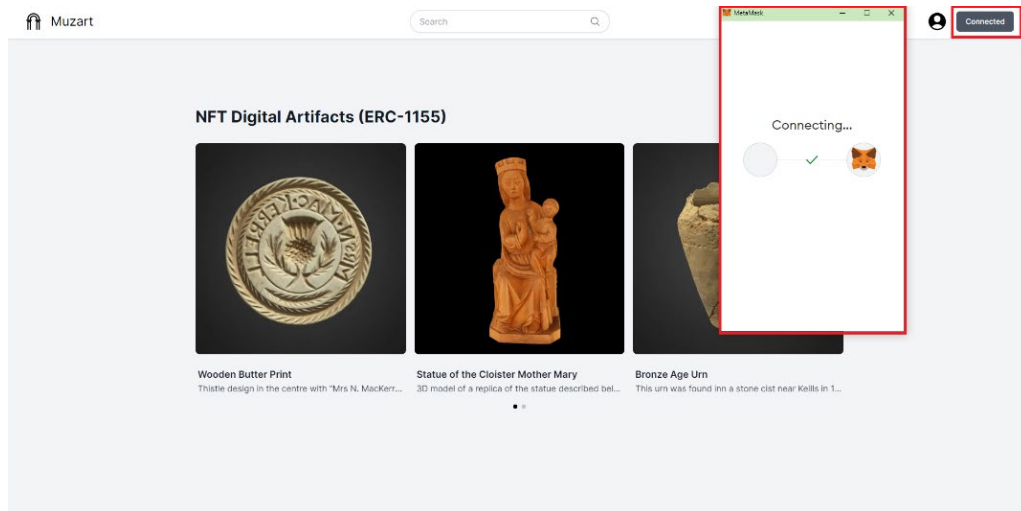 Muzart
Search
MetaMask
Connected
Connecting...
NFT Digital Artifacts (ERC-1155)
Wooden Butter Print
Thistle design in the centre with "Mrs N. MacKerr...
Statue of the Cloister Mother Mary
3D model of a replica of the statue described bel...
Bronze Age Urn
This urn was found inn a stone cist near Keills in 1...